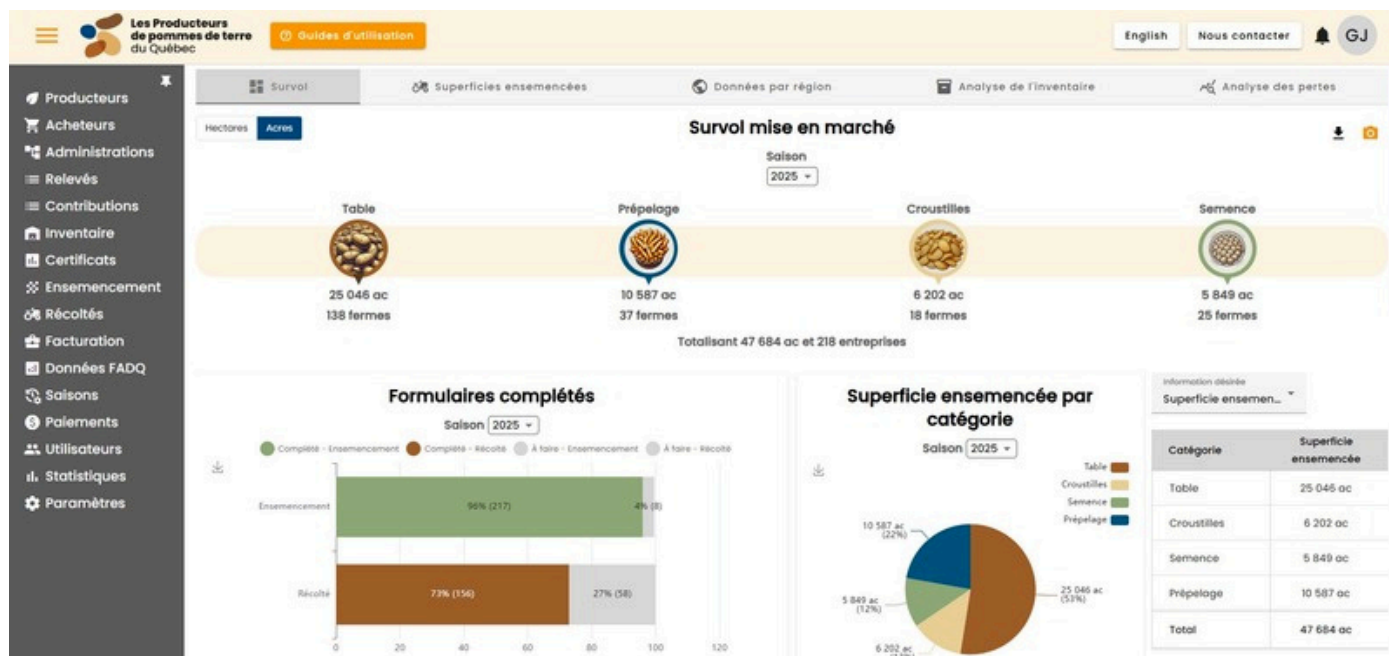 Les Producteurs
de pommes de terre
du Québec
Guides d'utilisation
English
Nous contacter
GJ
Producteurs
Acheteurs
Administrations
Relevés
Contributions
Inventaire
Certificats
Ensemencement
Récoltés
Facturation
Données FADQ
Saisons
Paiements
Utilisateurs
Statistiques
Paramètres
Survol
Superficies ensemencées
Données par région
Analyse de l'inventaire
Analyse des pertes
Hectares
Acres
Survol mise en marché
Saison
2025
Table
Prépelage
Croustilles
Semence
25 046 ac
10 587 ac
6 202 ac
5 849 ac
138 fermes
37 fermes
18 fermes
25 fermes
Totalisant 47 684 ac et 218 entreprises
Formulaires complétés
Saison 2025
Complété - Ensemencement
Complété - Récolté
À faire - Ensemencement
À faire - Récolté
Ensemencement
96% (217)
4% (8)
Récolté
73% (156)
27% (58)
0 20 40 60 80 100 120
Superficie ensemencée par
catégorie
Saison 2025
Table
Croustilles
Semence
Prépelage
10 587 ac
(22%)
25 046 ac
(53%)
5 849 ac
(12%)
6 202 ac
Information désirée
Superficie ensemen...
Catégorie
Superficie
ensemencée
Table 25 046 ac
Croustilles 6 202 ac
Semence 5 849 ac
Prépelage 10 587 ac
Total 47 684 ac